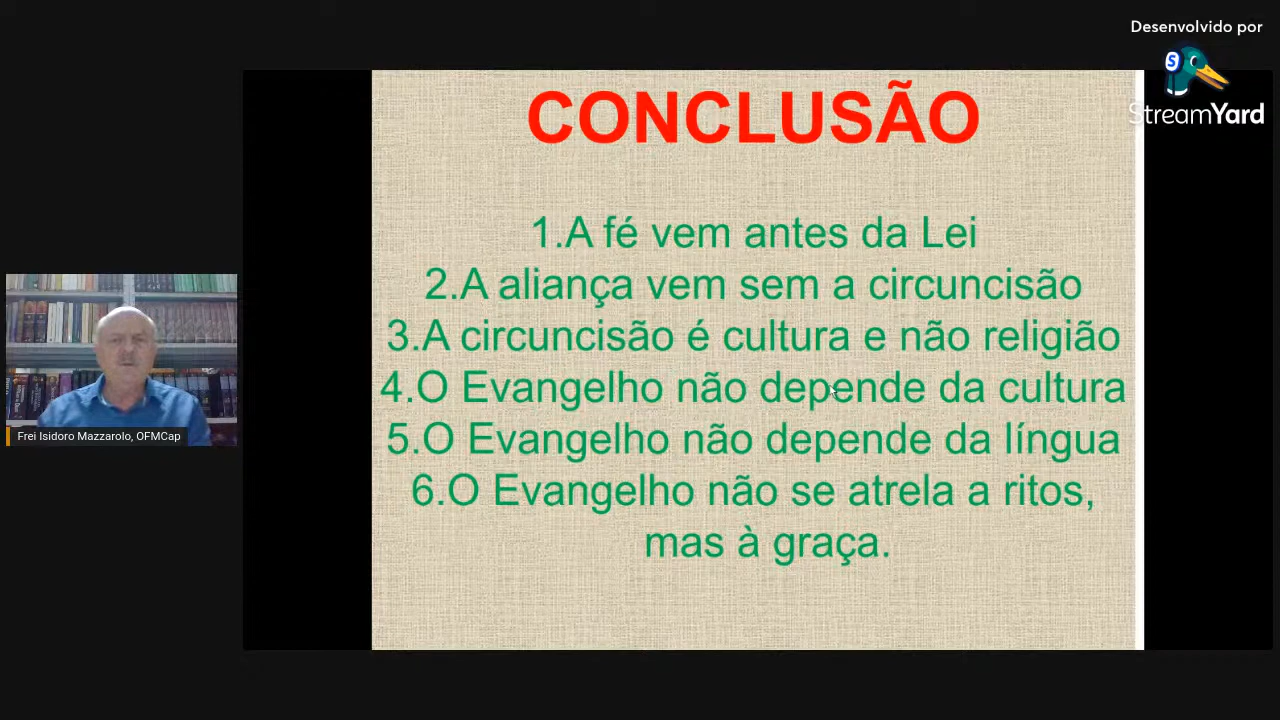 Desenvolvido por
StreamYard
CONCLUSÃO
1.A fé vem antes da Lei
2.A aliança vem sem a circuncisão
3.A circuncisão é cultura e não religião
4.O Evangelho não depende da cultura
5.O Evangelho não depende da língua
6.O Evangelho não se atrela a ritos,
mas à graça.
Frei Isidoro Mazzarolo, OFMCap